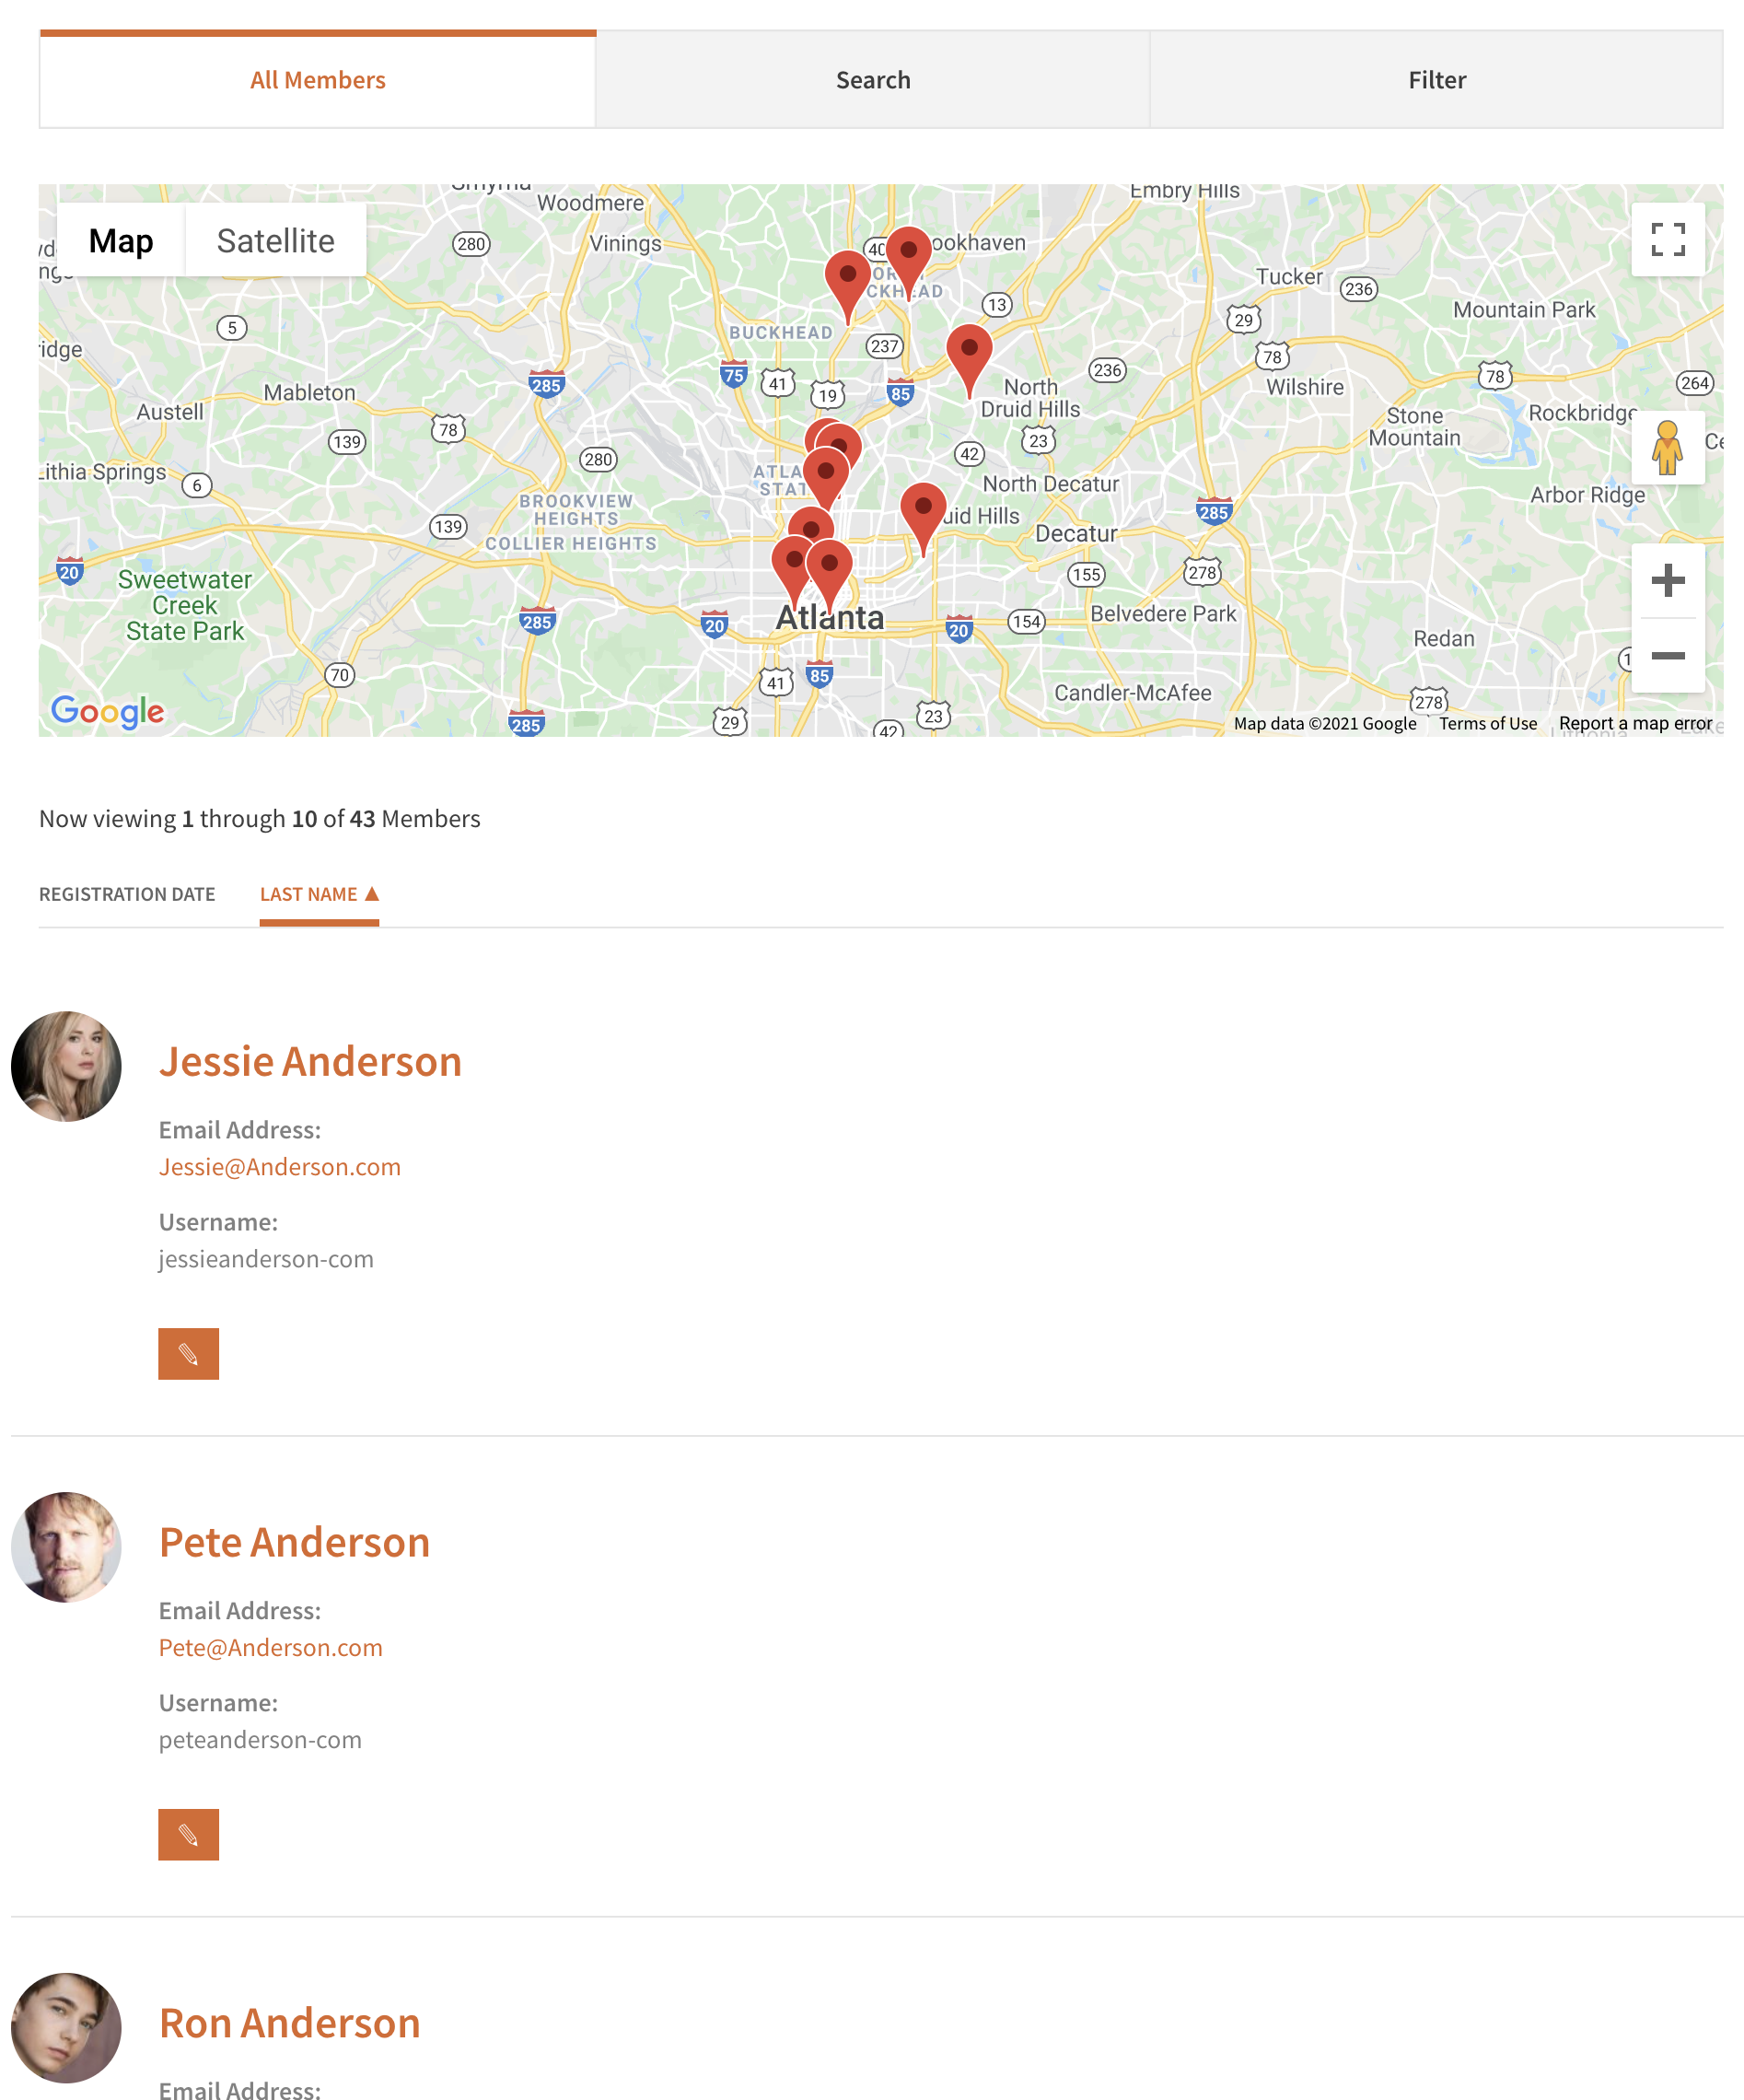 All Members
Search
Filter
Embry Hills
Woodmere
Map
Satellite
280
Vinings
Tucker
236
Mountain Park
5
13
29
BUCKHEAD
237
78
285
75
41
19
85
236
North
Druid Hills
Wilshire
78
264
Mableton
Austell
Stone
Mountain
Rockbridge
139
78
280
42
23
Lithia Springs
6
North Decatur
Arbor Ridge
BROOKVIEW
HEIGHTS
COLLIER HEIGHTS
139
Decatur
285
20
Sweetwater
Creek
State Park
155
278
285
20
Atlanta
20
154
Belvedere Park
Redan
70
41
85
Candler-McAfee
278
Google
285
29
42
23
Map data ©2021 Google
Terms of Use
Report a map error
Now viewing 1 through 10 of 43 Members
REGISTRATION DATE
LAST NAME ▲
Jessie Anderson
Email Address:
Jessie@Anderson.com
Username:
jessieanderson-com
Pete Anderson
Email Address:
Pete@Anderson.com
Username:
peteanderson-com
Ron Anderson
Email Address: